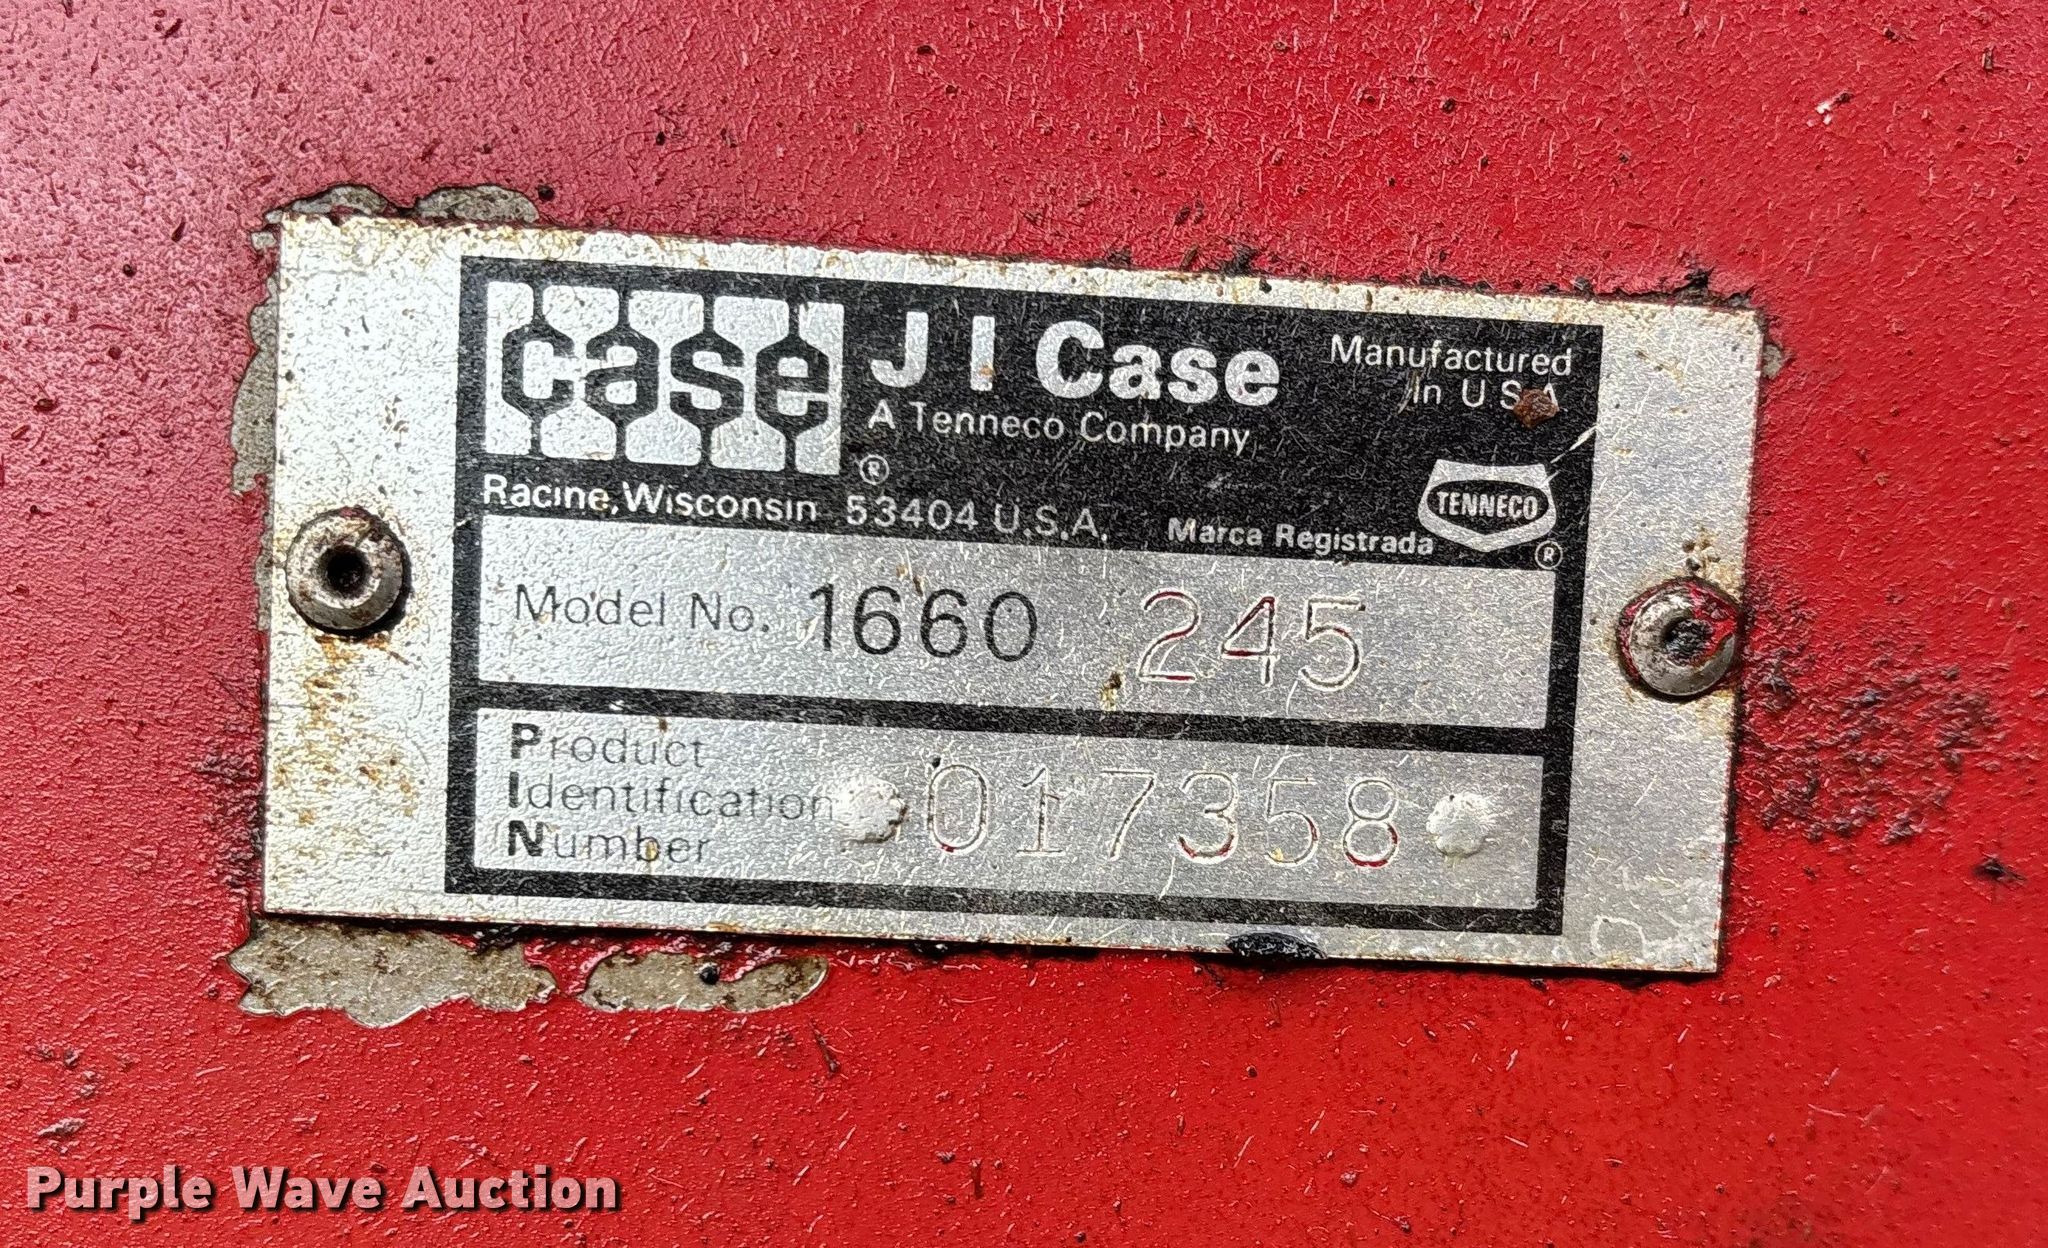 case ®
J I Case
A Tenneco Company
Manufactured
in U.S.A
Racine, Wisconsin 53404 U.S.A.
Marca Registrada
TENNECO ®
Model No. 1660 245
Product
Identification
Number
017358
Purple Wave Auction